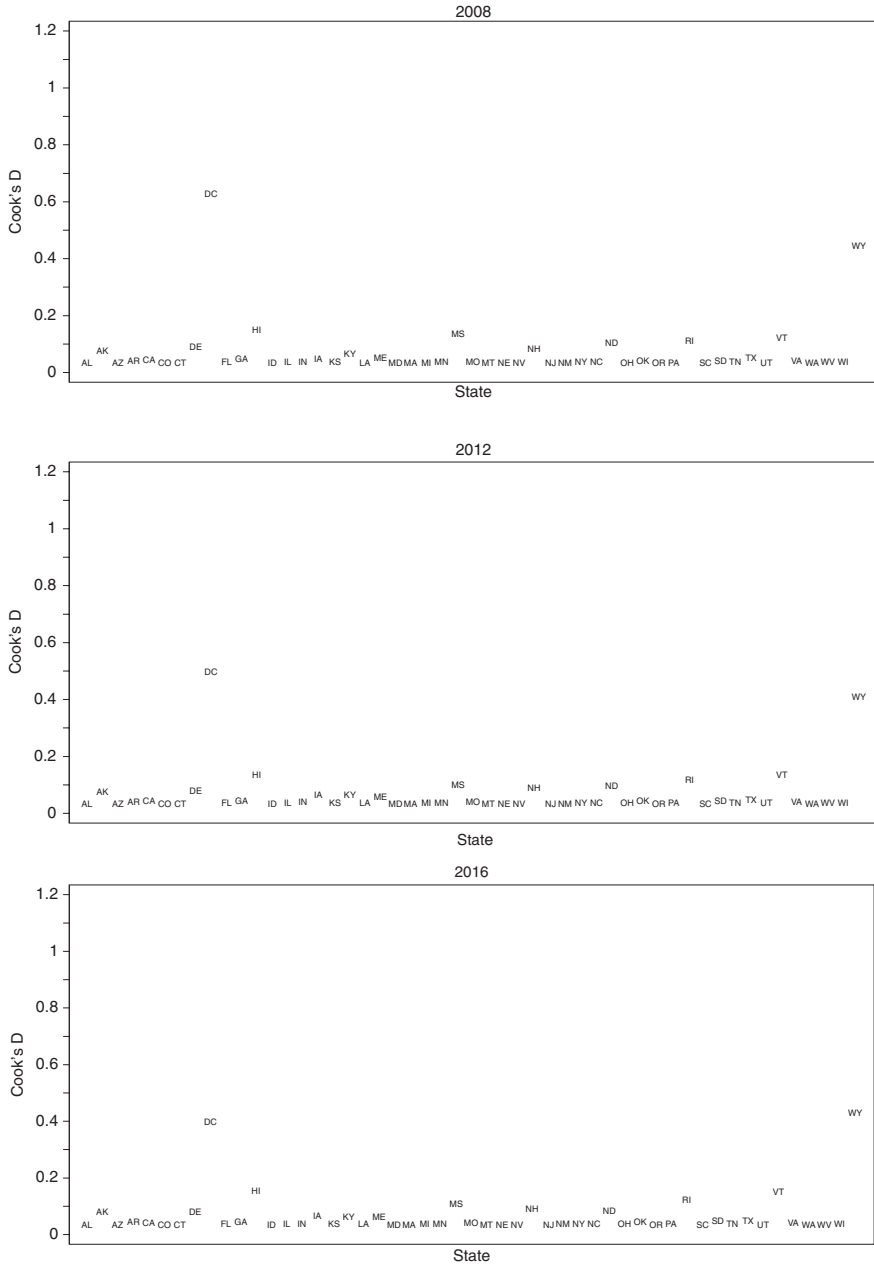 2008
1.2
1
0.8
0.6
0.4
0.2
0
Cook's D
DC
WY
HI
MS
VT
RI
ND
DE
NH
AK
KY
TX
IA
ME
AL AZ AR CA CO CT FL GA ID IL IN KS LA MD MA MI MN MO MT NE NV NJ NM NY NC OH OK OR PA SC SD TN UT VA WA WV WI
State
2012
1.2
1
0.8
0.6
0.4
0.2
0
Cook's D
DC
WY
HI
VT
RI
MS
ND
NH
DE
AK
IA
KY
ME
TX
AL AZ AR CA CO CT FL GA ID IL IN KS LA MD MA MI MN MO MT NE NV NJ NM NY NC OH OK OR PA SC SD TN UT VA WA WV WI
State
2016
1.2
1
0.8
0.6
0.4
0.2
0
Cook's D
WY
DC
HI
VT
RI
MS
NH
ND
DE
AK
IA
KY
ME
TX
AL AZ AR CA CO CT FL GA ID IL IN KS LA MD MA MI MN MO MT NE NV NJ NM NY NC OH OK OR PA SC SD TN UT VA WA WV WI
State